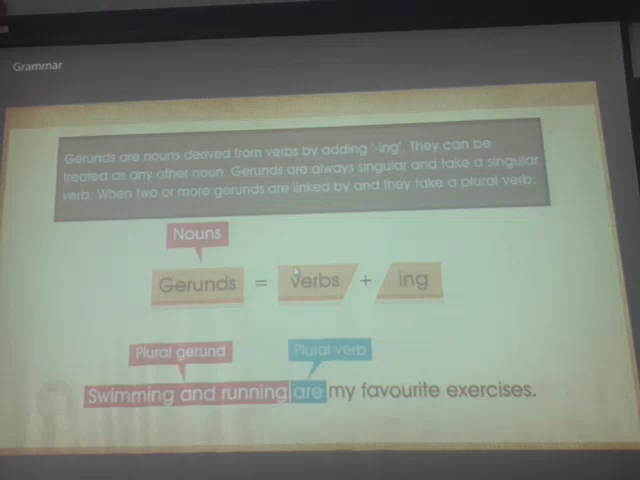 Grammar
Gerunds are nouns derived from verbs by adding '-ing'. They can be
treated as any other noun. Gerunds are always singular and take a singular
verb. When two or more gerunds are linked by and they take a plural verb.
Nouns
Gerunds = verbs + ing
Plural gerund Plural verb
Swimming and running are my favourite exercises.